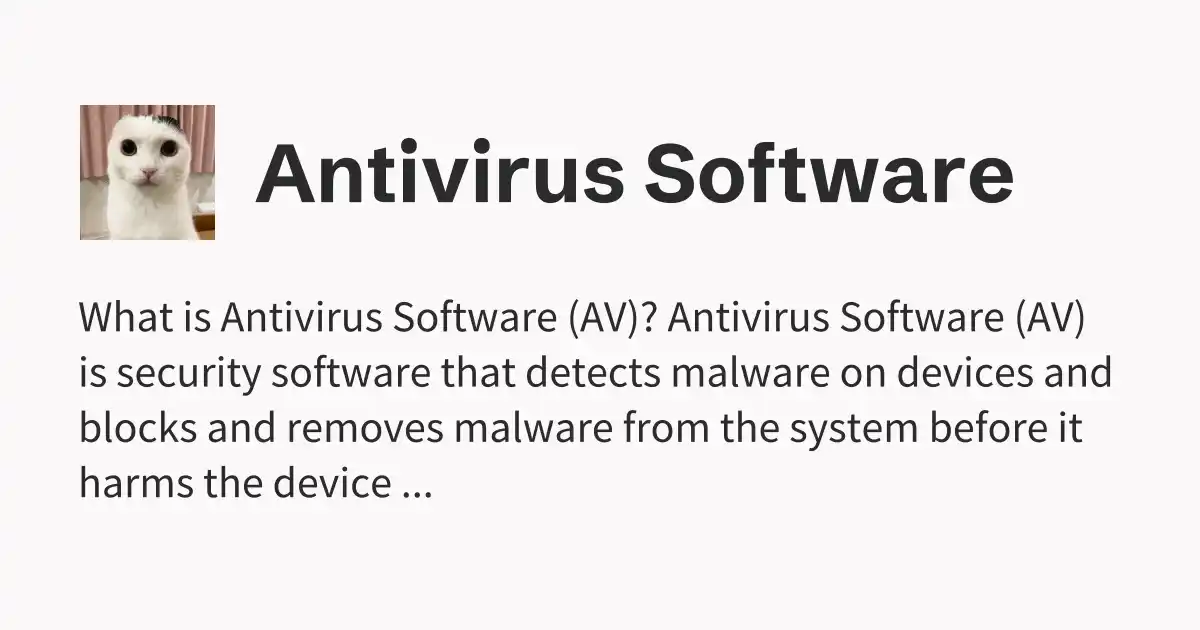 Antivirus Software
What is Antivirus Software (AV)? Antivirus Software (AV)
is security software that detects malware on devices and
blocks and removes malware from the system before it
harms the device ...